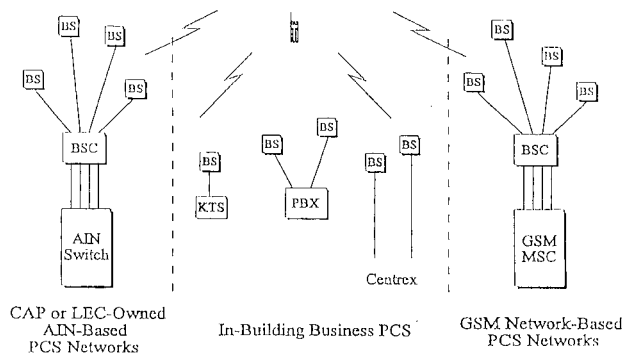 BS
BS
BS
BS
BSC
AIN
Switch
CAP or LEC-Owned
AIN-Based
PCS Networks
BS
KTS
BS
BS
PBX
BS
BS
Centrex
In-Building Business PCS
BS
BS
BS
BS
BSC
GSM
MSC
GSM Network-Based
PCS Networks